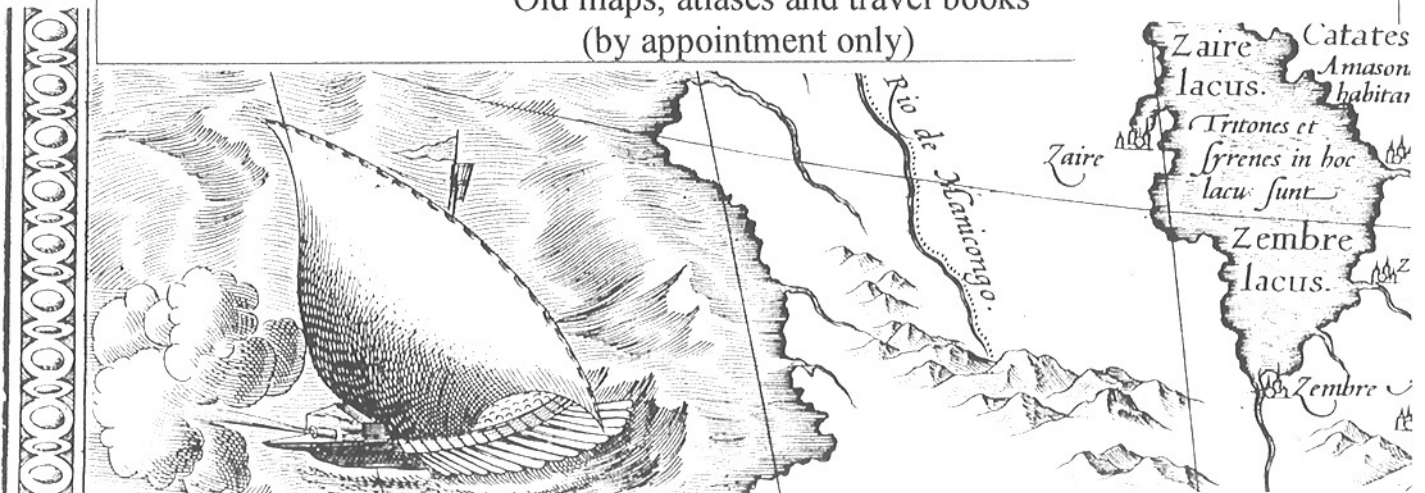 Old maps, atlases and travel books
(by appointment only)
Rio de Manicongo.
Zaire
Zaire
lacus.
Tritones et
syrenes in hoc
lacu sunt
Zembre
lacus.
Catates
Amason
habitan
Z
Zembre